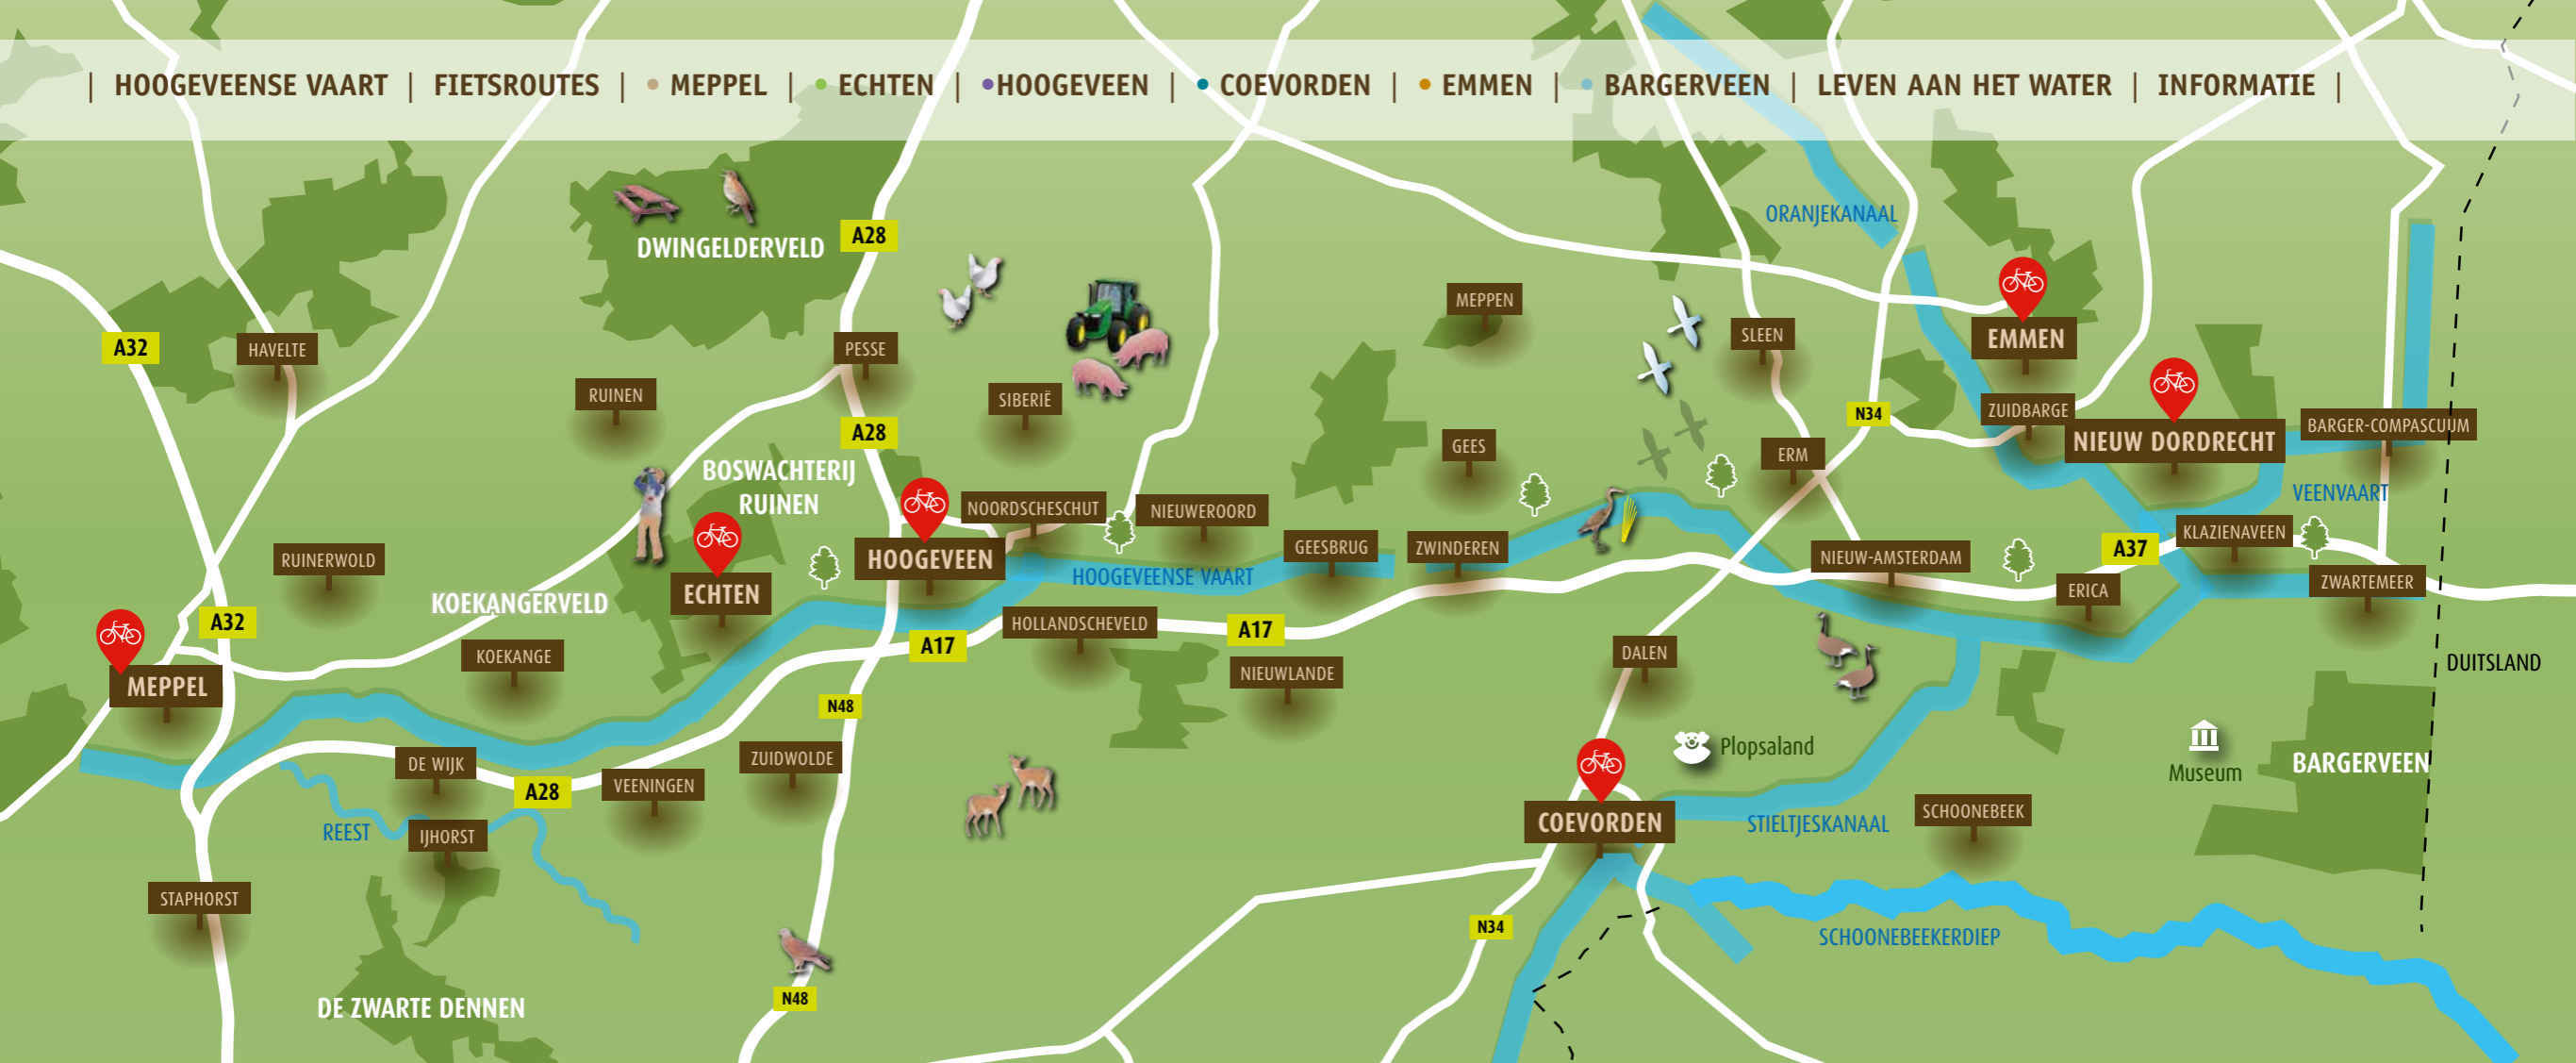 | HOOGEVEENSE VAART | FIETSROUTES | • MEPPEL | • ECHTEN | •HOOGEVEEN | • COEVORDEN | • EMMEN | • BARGERVEEN | LEVEN AAN HET WATER | INFORMATIE |
ORANJEKANAAL
A28
DWINGELDERVELD
MEPPEN
SLEEN
EMMEN
A32
HAVELTE
PESSE
RUINEN
SIBERIË
N34
ZUIDBARGE
BARGER-COMPASCUUM
A28
GEES
ERM
NIEUW DORDRECHT
BOSWACHTERIJ
RUINEN
VEENVAART
NOORDSCHESCHUT
NIEUWEROORD
KLAZIENAVEEN
RUINERWOLD
HOOGEVEEN
GEESBRUG
ZWINDEREN
NIEUW-AMSTERDAM
A37
HOOGEVEENSE VAART
ZWARTEMEER
ECHTEN
ERICA
KOEKANGERVELD
A32
A17
HOLLANDSCHEVELD
A17
KOEKANGE
DALEN
DUITSLAND
MEPPEL
NIEUWLANDE
N48
Plopsaland
DE WIJK
ZUIDWOLDE
BARGERVEEN
Museum
A28
VEENINGEN
REEST
IJHORST
COEVORDEN
STIELTJESKANAAL
SCHOONEBEEK
STAPHORST
N34
SCHOONEBEEKERDIEP
DE ZWARTE DENNEN
N48